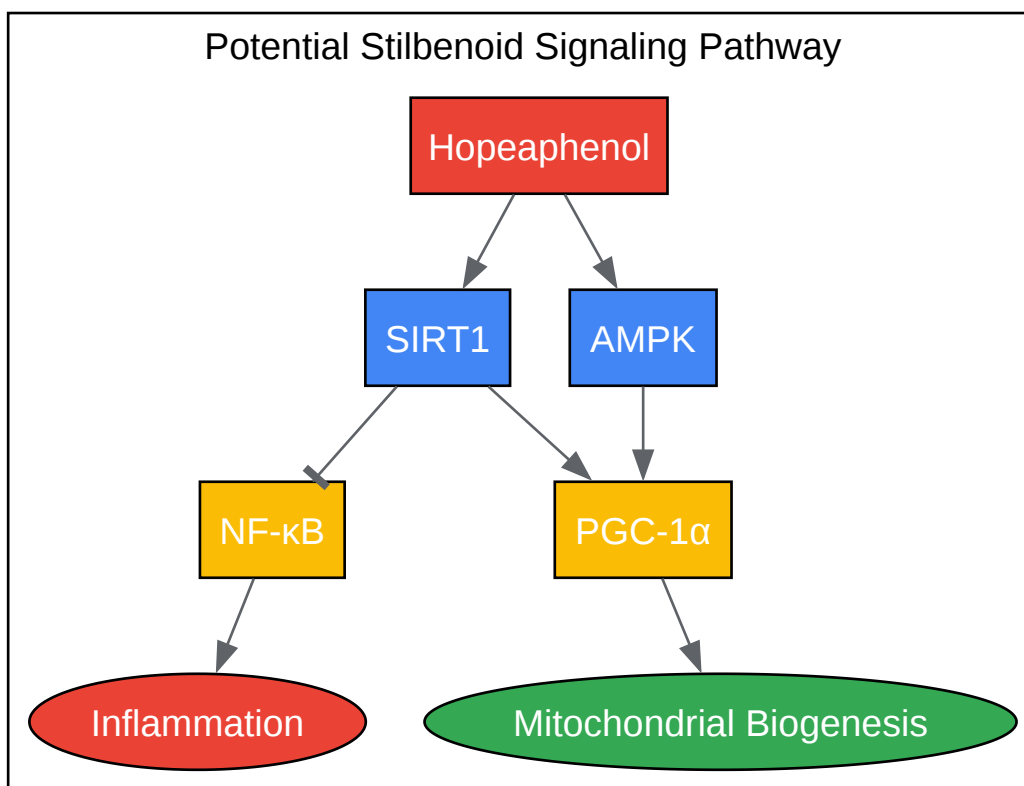 Potential Stilbenoid Signaling Pathway
Hopeaphenol
SIRT1
AMPK
NF-κB
PGC-1α
Inflammation
Mitochondrial Biogenesis